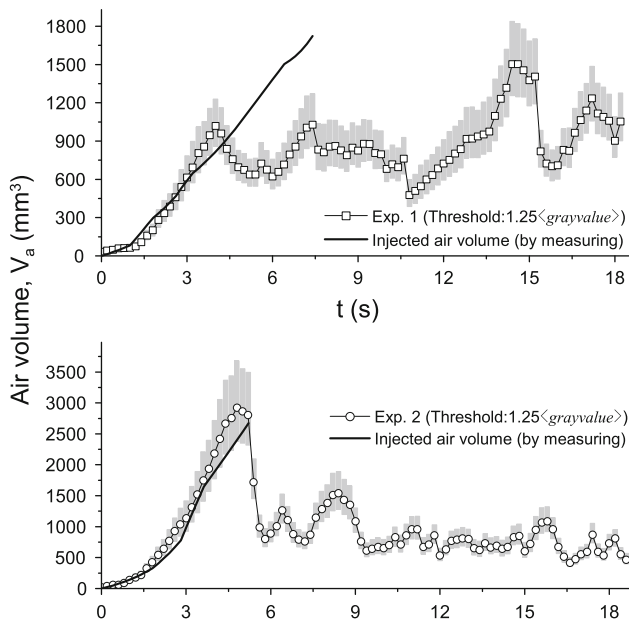 1800
1500
1200
900
600
300
0
Exp. 1 (Threshold:1.25<grayvalue>)
Injected air volume (by measuring)
0 3 6 9 12 15 18
t (s)
Air volume, Vₐ (mm³)
3500
3000
2500
2000
1500
1000
500
0
Exp. 2 (Threshold:1.25<grayvalue>)
Injected air volume (by measuring)
0 3 6 9 12 15 18